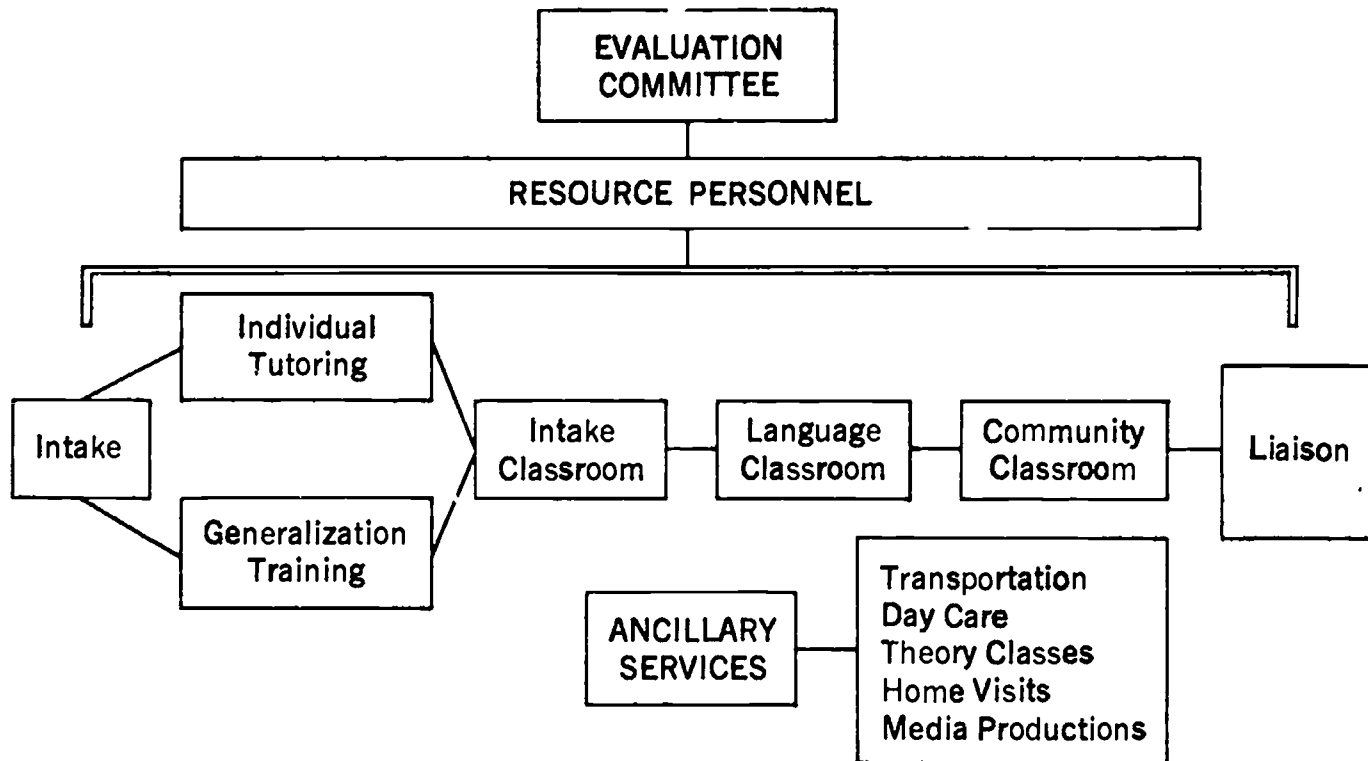 EVALUATION
COMMITTEE
RESOURCE PERSONNEL
Individual
Tutoring
Intake
Generalization
Training
Intake
Classroom
Language
Classroom
Community
Classroom
Liaison
ANCILLARY
SERVICES
Transportation
Day Care
Theory Classes
Home Visits
Media Productions